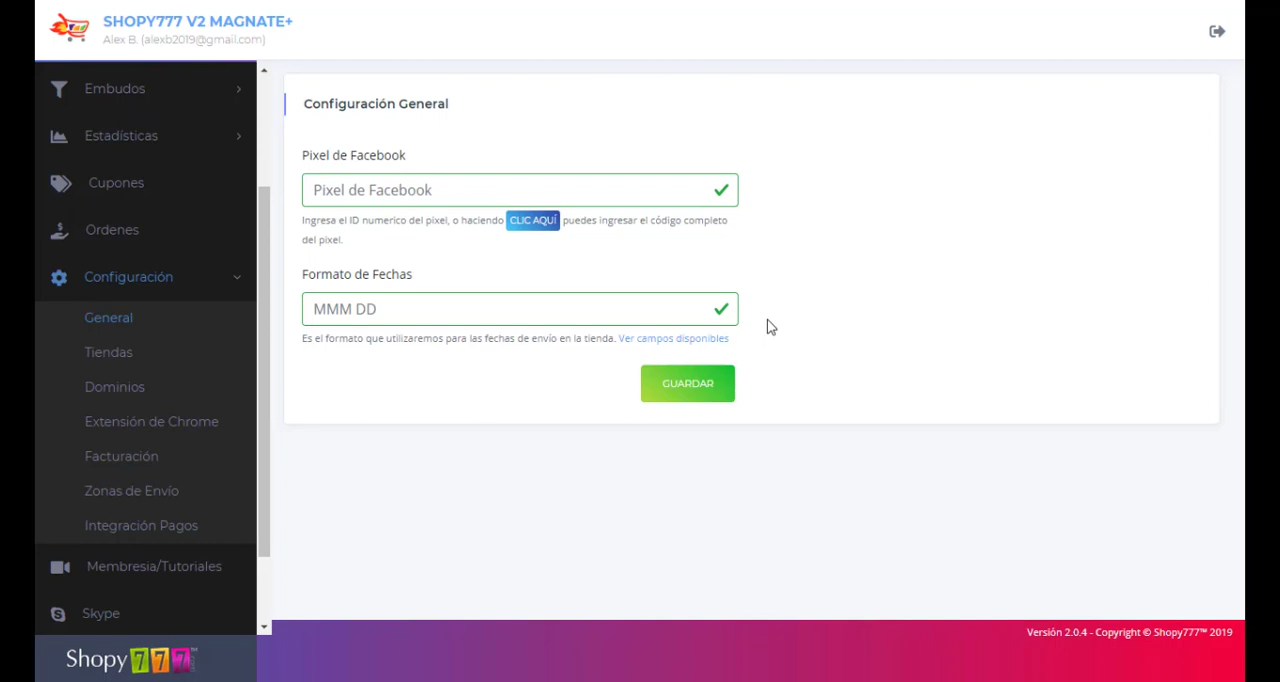 SHOPY777 V2 MAGNATE+
Alex B. (alexb2019@gmail.com)
Embudos
Estadísticas
Cupones
Ordenes
Configuración
General
Tiendas
Dominios
Extensión de Chrome
Facturación
Zonas de Envío
Integración Pagos
Membresia/Tutoriales
Skype
Shopy777™
Configuración General
Pixel de Facebook
Pixel de Facebook
Ingresa el ID numerico del pixel, o haciendo CLIC AQUÍ puedes ingresar el código completo
del pixel.
Formato de Fechas
MMM DD
Es el formato que utilizaremos para las fechas de envío en la tienda. Ver campos disponibles
GUARDAR
Versión 2.0.4 - Copyright © Shopy777™ 2019